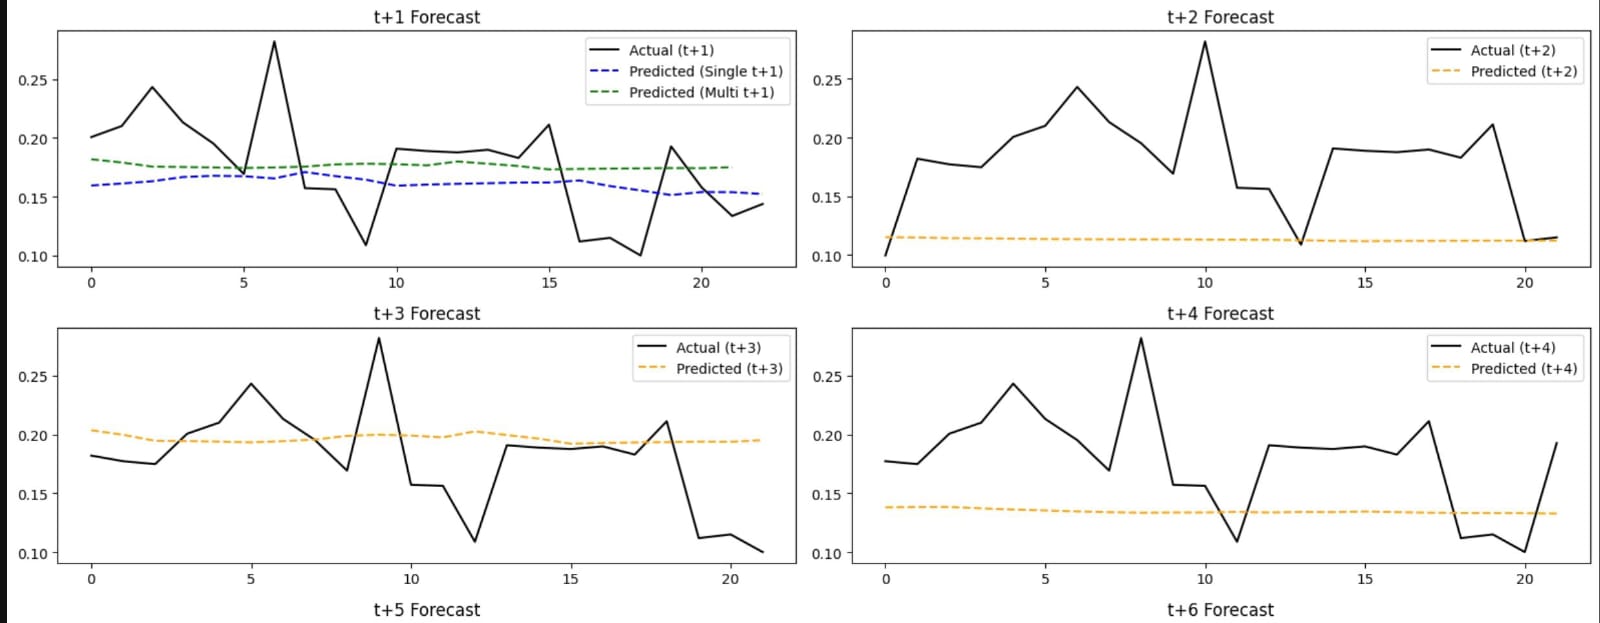 t+1 Forecast
Actual (t+1)
Predicted (Single t+1)
Predicted (Multi t+1)
0.25
0.20
0.15
0.10
0 5 10 15 20
t+2 Forecast
Actual (t+2)
Predicted (t+2)
0.25
0.20
0.15
0.10
0 5 10 15 20
t+3 Forecast
Actual (t+3)
Predicted (t+3)
0.25
0.20
0.15
0.10
0 5 10 15 20
t+4 Forecast
Actual (t+4)
Predicted (t+4)
0.25
0.20
0.15
0.10
0 5 10 15 20
t+5 Forecast
t+6 Forecast